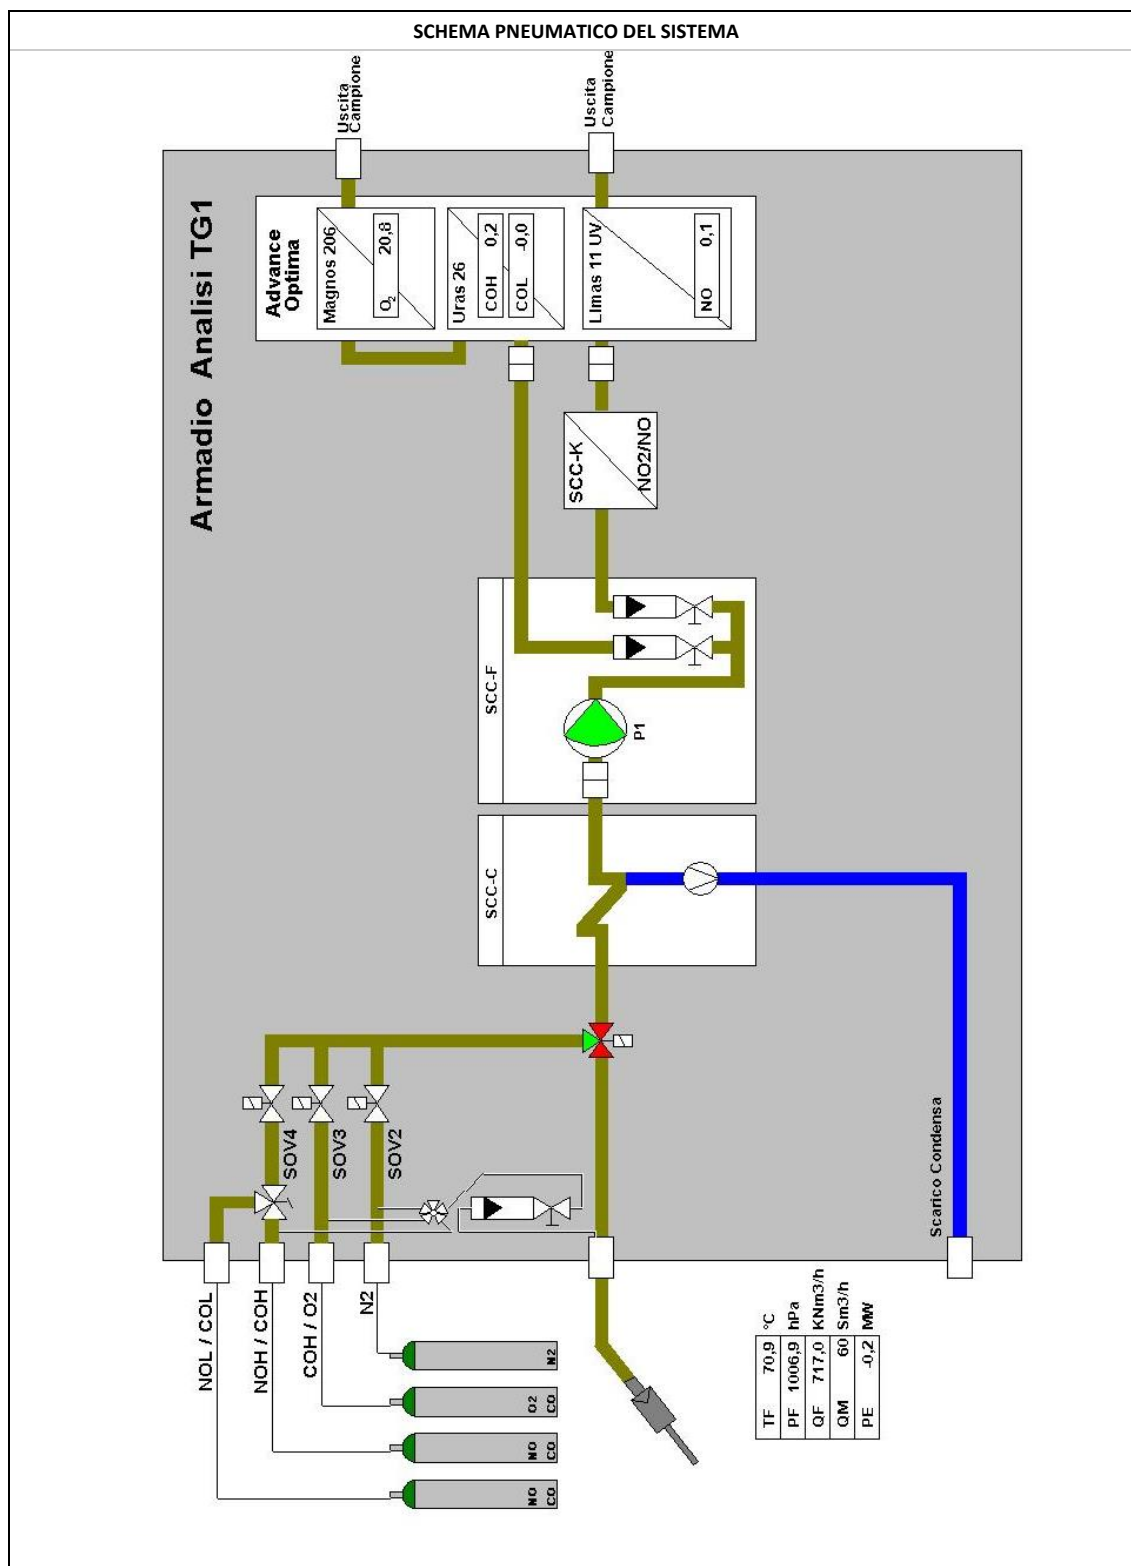 SCHEMA PNEUMATICO DEL SISTEMA
Uscita
Campione
Uscita
Campione
Armadio Analisi TG1
Advance
Optima
Magnos 206
O2 20,8
Uras 26
COH 0,2
COL -0,0
Limas 11 UV
NO 0,1
SCC-K
NO2/NO
SCC-F
P1
SCC-C
SOV4
SOV3
SOV2
Scarico Condensa
NOL / COL
NOH / COH
COH / O2
N2
N2
O2
CO
NO
CO
NO
CO
TF 70,9 °C
PF 1006,9 hPa
QF 717,0 KNm3/h
QM 60 Sm3/h
PE -0,2 MW